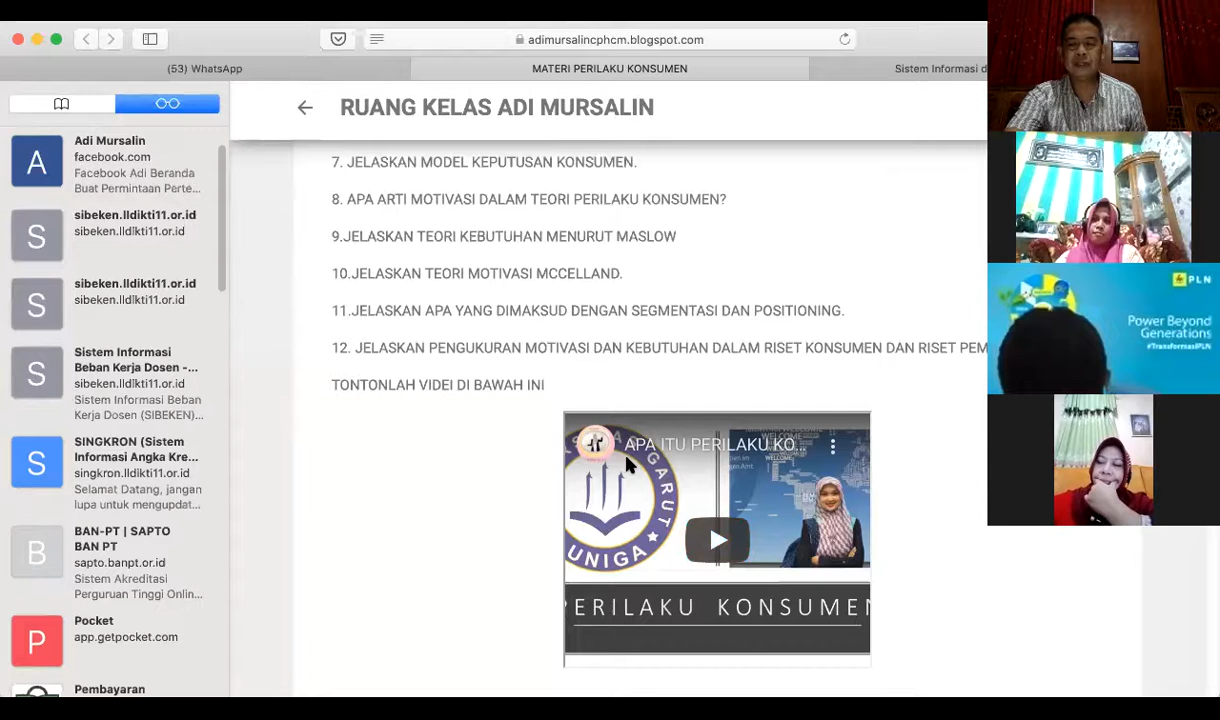 adimursalincphcm.blogspot.com
(53) WhatsApp
MATERI PERILAKU KONSUMEN
Sistem Informasi d
RUANG KELAS ADI MURSALIN
A
Adi Mursalin
facebook.com
Facebook Adi Beranda
Buat Permintaan Perte...
S
sibeken.lldikti11.or.id
sibeken.lldikti11.or.id
S
sibeken.lldikti11.or.id
sibeken.lldikti11.or.id
S
Sistem Informasi
Beban Kerja Dosen -...
sibeken.lldikti11.or.id
Sistem Informasi Beban
Kerja Dosen (SIBEKEN)...
S
SINGKRON (Sistem
Informasi Angka Kre...
singkron.lldikti11.or.id
Selamat Datang, jangan
lupa untuk mengupdat...
B
BAN-PT | SAPTO
BAN PT
sapto.banpt.or.id
Sistem Akreditasi
Perguruan Tinggi Onlin...
P
Pocket
app.getpocket.com
Pembayaran
7. JELASKAN MODEL KEPUTUSAN KONSUMEN.
8. APA ARTI MOTIVASI DALAM TEORI PERILAKU KONSUMEN?
9.JELASKAN TEORI KEBUTUHAN MENURUT MASLOW
10.JELASKAN TEORI MOTIVASI MCCELLAND.
11.JELASKAN APA YANG DIMAKSUD DENGAN SEGMENTASI DAN POSITIONING.
12. JELASKAN PENGUKURAN MOTIVASI DAN KEBUTUHAN DALAM RISET KONSUMEN DAN RISET PEM
TONTONLAH VIDEI DI BAWAH INI
APA ITU PERILAKU KO...
GARUT
UNIGA
WELCOME
PERILAKU KONSUMEN
PLN
Power Beyond
Generations
#TransformasiPLN